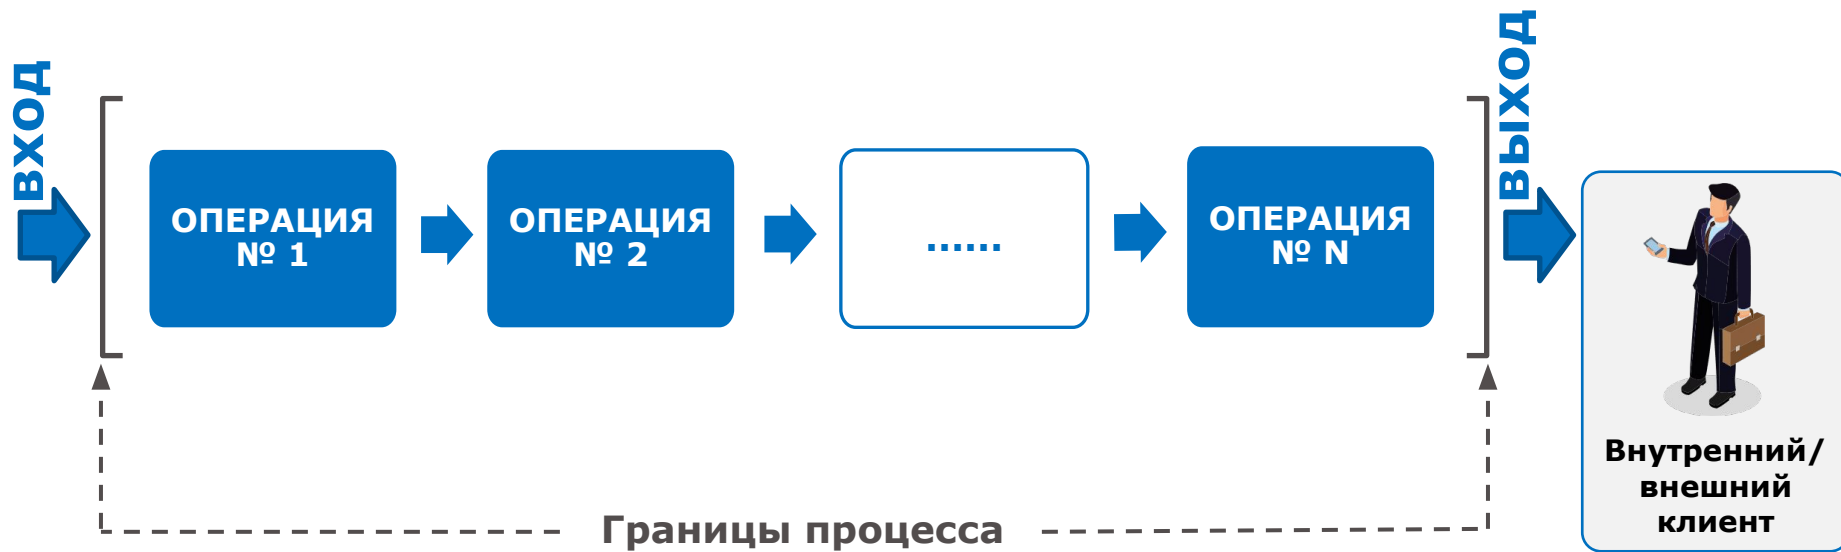 ВХОД
ОПЕРАЦИЯ
№ 1
ОПЕРАЦИЯ
№ 2
......
ОПЕРАЦИЯ
№ N
ВЫХОД
Внутренний/
внешний
клиент
Границы процесса